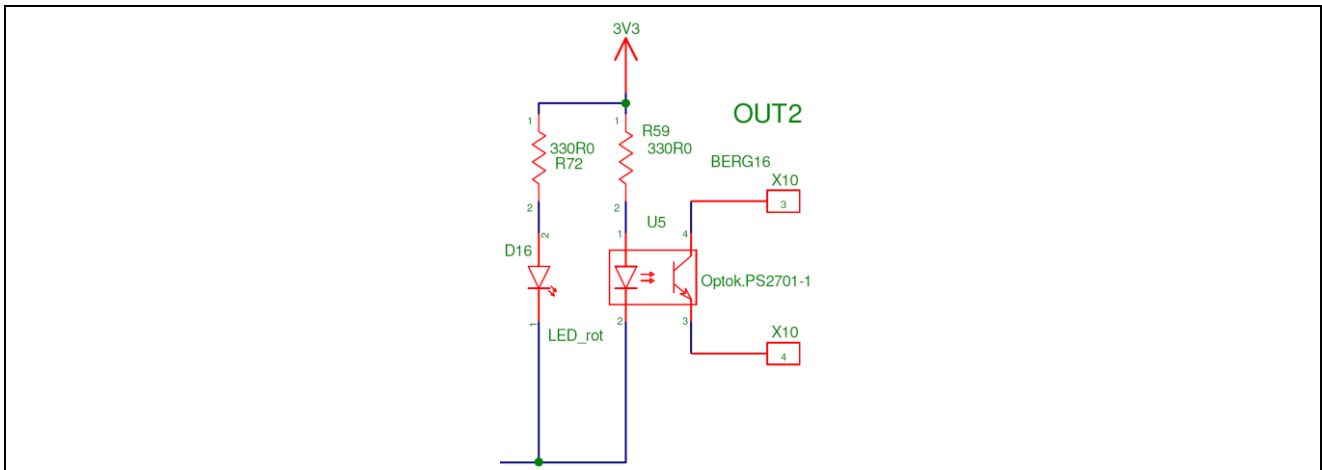 3V3
OUT2
1
1
R59
330R0
330R0
R72
BERG16
X10
3
2
2
U5
2
1
4
D16
Optok.PS2701-1
1
2
3
LED_rot
X10
4